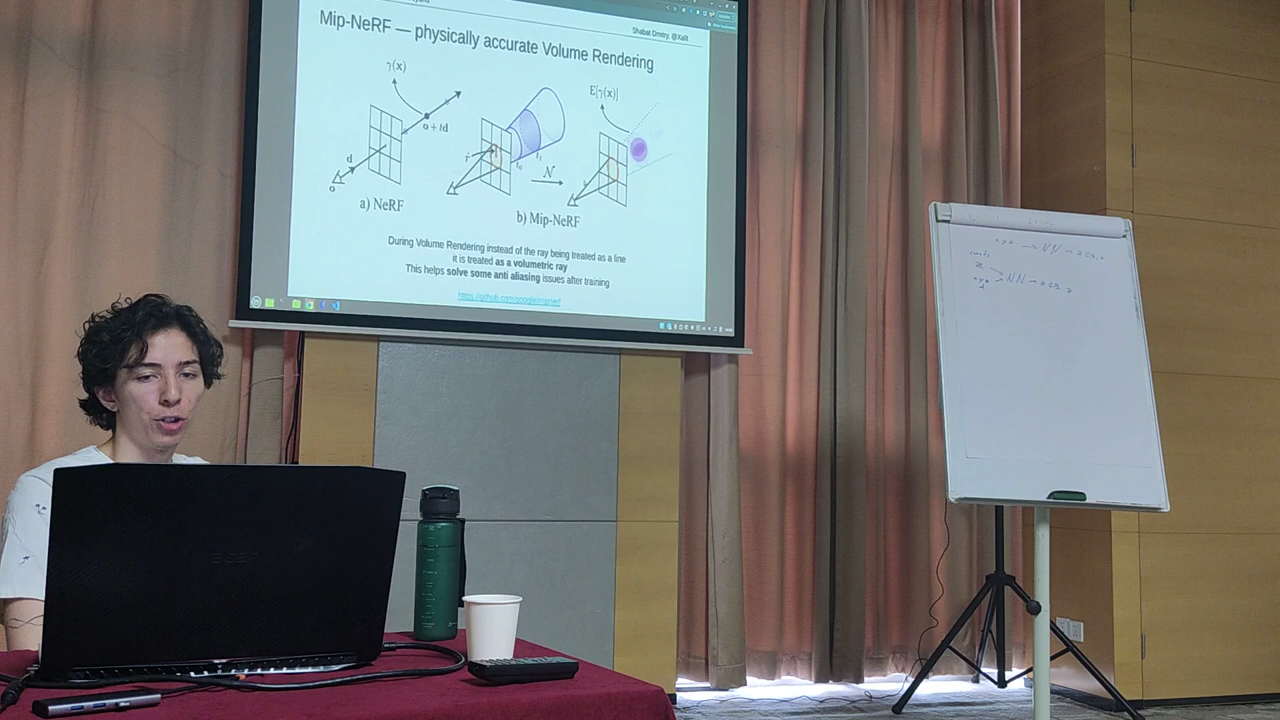 Shabat Dmitry, @Xallt
Mip-NeRF — physically accurate Volume Rendering
γ(x)
o + td
d
o
a) NeRF
E[γ(x)]
𝒩
b) Mip-NeRF
During Volume Rendering instead of the ray being treated as a line
it is treated as a volumetric ray
This helps solve some anti aliasing issues after training
https://github.com/google/mipnerf
acer